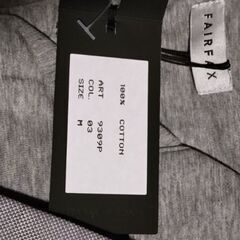 100% COTTON
ART 9309P
COL. 03
SIZE M
FAIRFAX